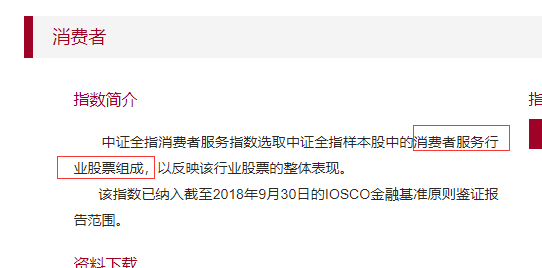 消费者
指数简介
指
中证全指消费者服务指数选取中证全指样本股中的消费者服务行
业股票组成，以反映该行业股票的整体表现。
该指数已纳入截至2018年9月30日的IOSCO金融基准原则鉴证报
告范围。
资料下载